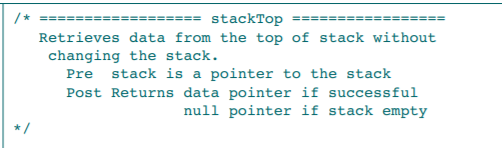 /* ================== stackTop =================
Retrieves data from the top of stack without
changing the stack.
Pre stack is a pointer to the stack
Post Returns data pointer if successful
null pointer if stack empty
*/